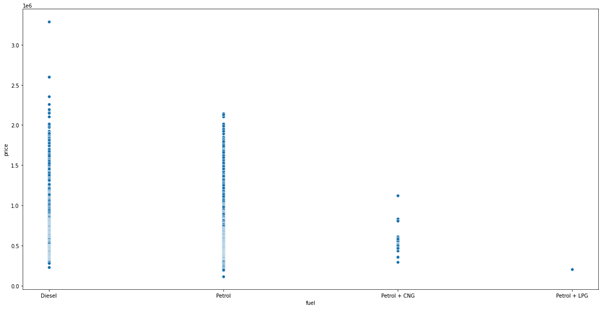 1e6
3.0
2.5
2.0
1.5
1.0
0.5
0.0
price
Diesel Petrol Petrol + CNG Petrol + LPG
fuel